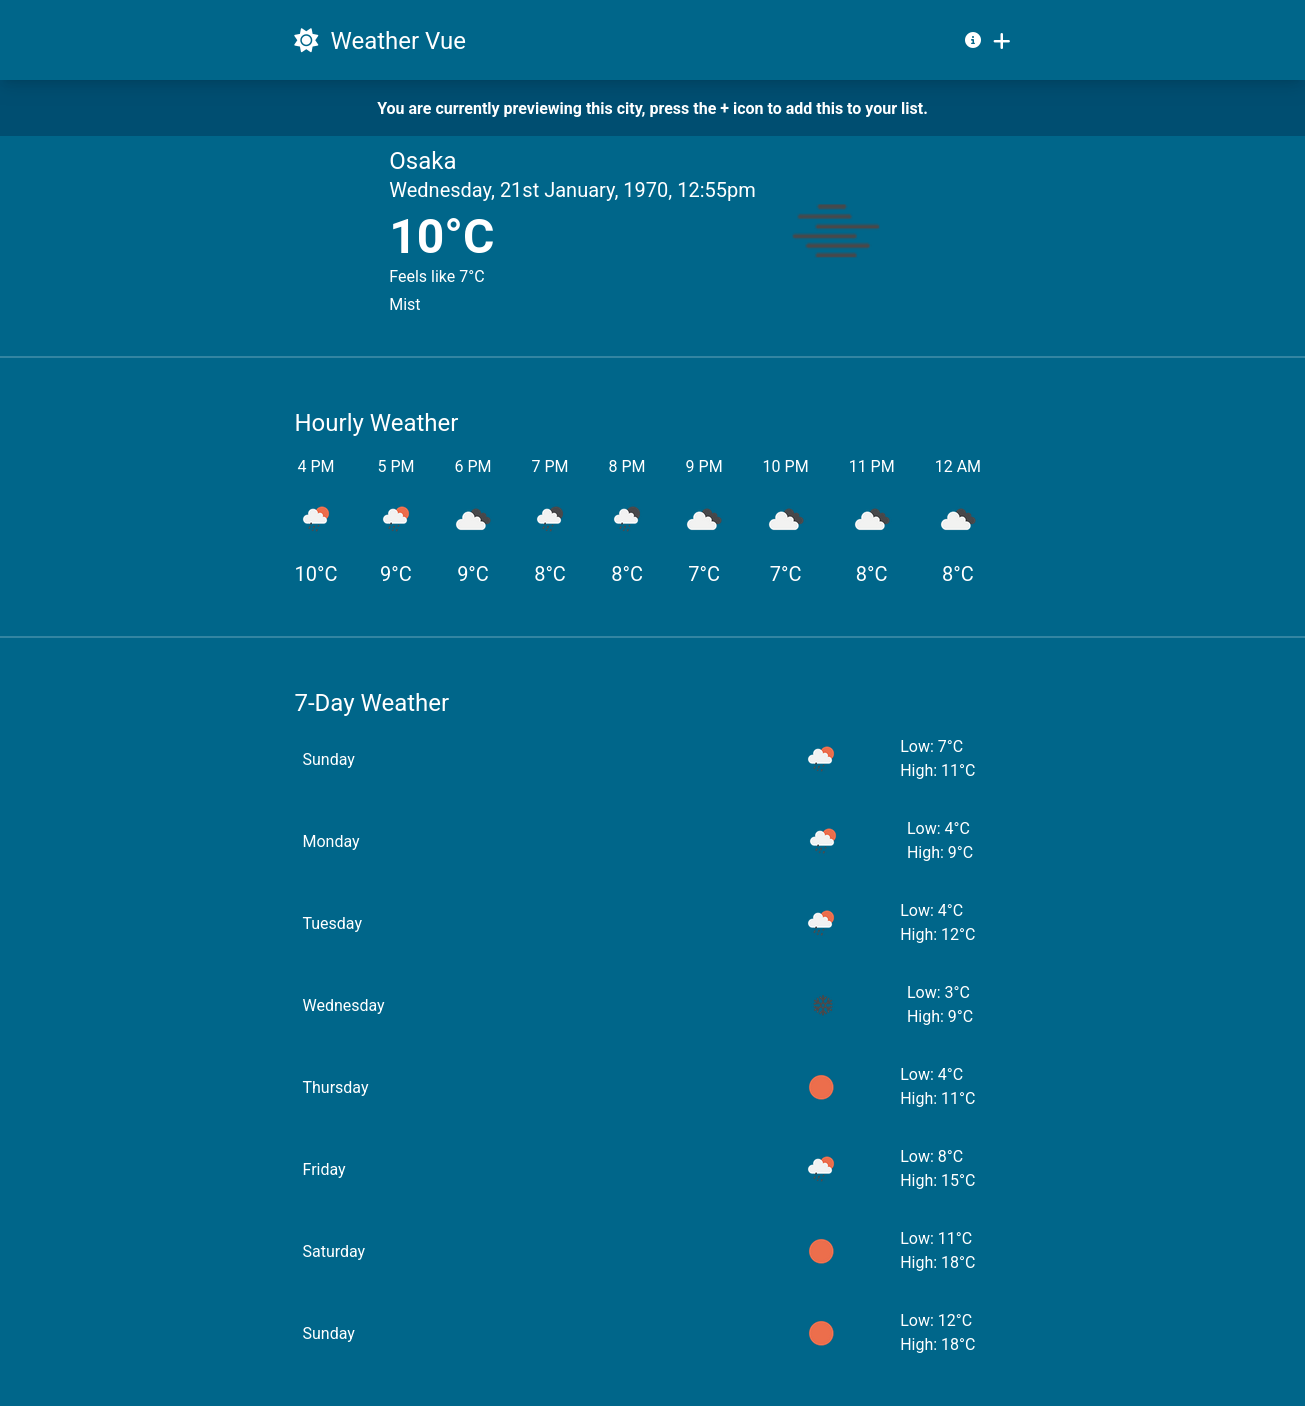 Weather Vue
You are currently previewing this city, press the + icon to add this to your list.
Osaka
Wednesday, 21st January, 1970, 12:55pm
10°C
Feels like 7°C
Mist
Hourly Weather
4 PM 5 PM 6 PM 7 PM 8 PM 9 PM 10 PM 11 PM 12 AM
10°C 9°C 9°C 8°C 8°C 7°C 7°C 8°C 8°C
7-Day Weather
Sunday
Low: 7°C
High: 11°C
Monday
Low: 4°C
High: 9°C
Tuesday
Low: 4°C
High: 12°C
Wednesday
Low: 3°C
High: 9°C
Thursday
Low: 4°C
High: 11°C
Friday
Low: 8°C
High: 15°C
Saturday
Low: 11°C
High: 18°C
Sunday
Low: 12°C
High: 18°C